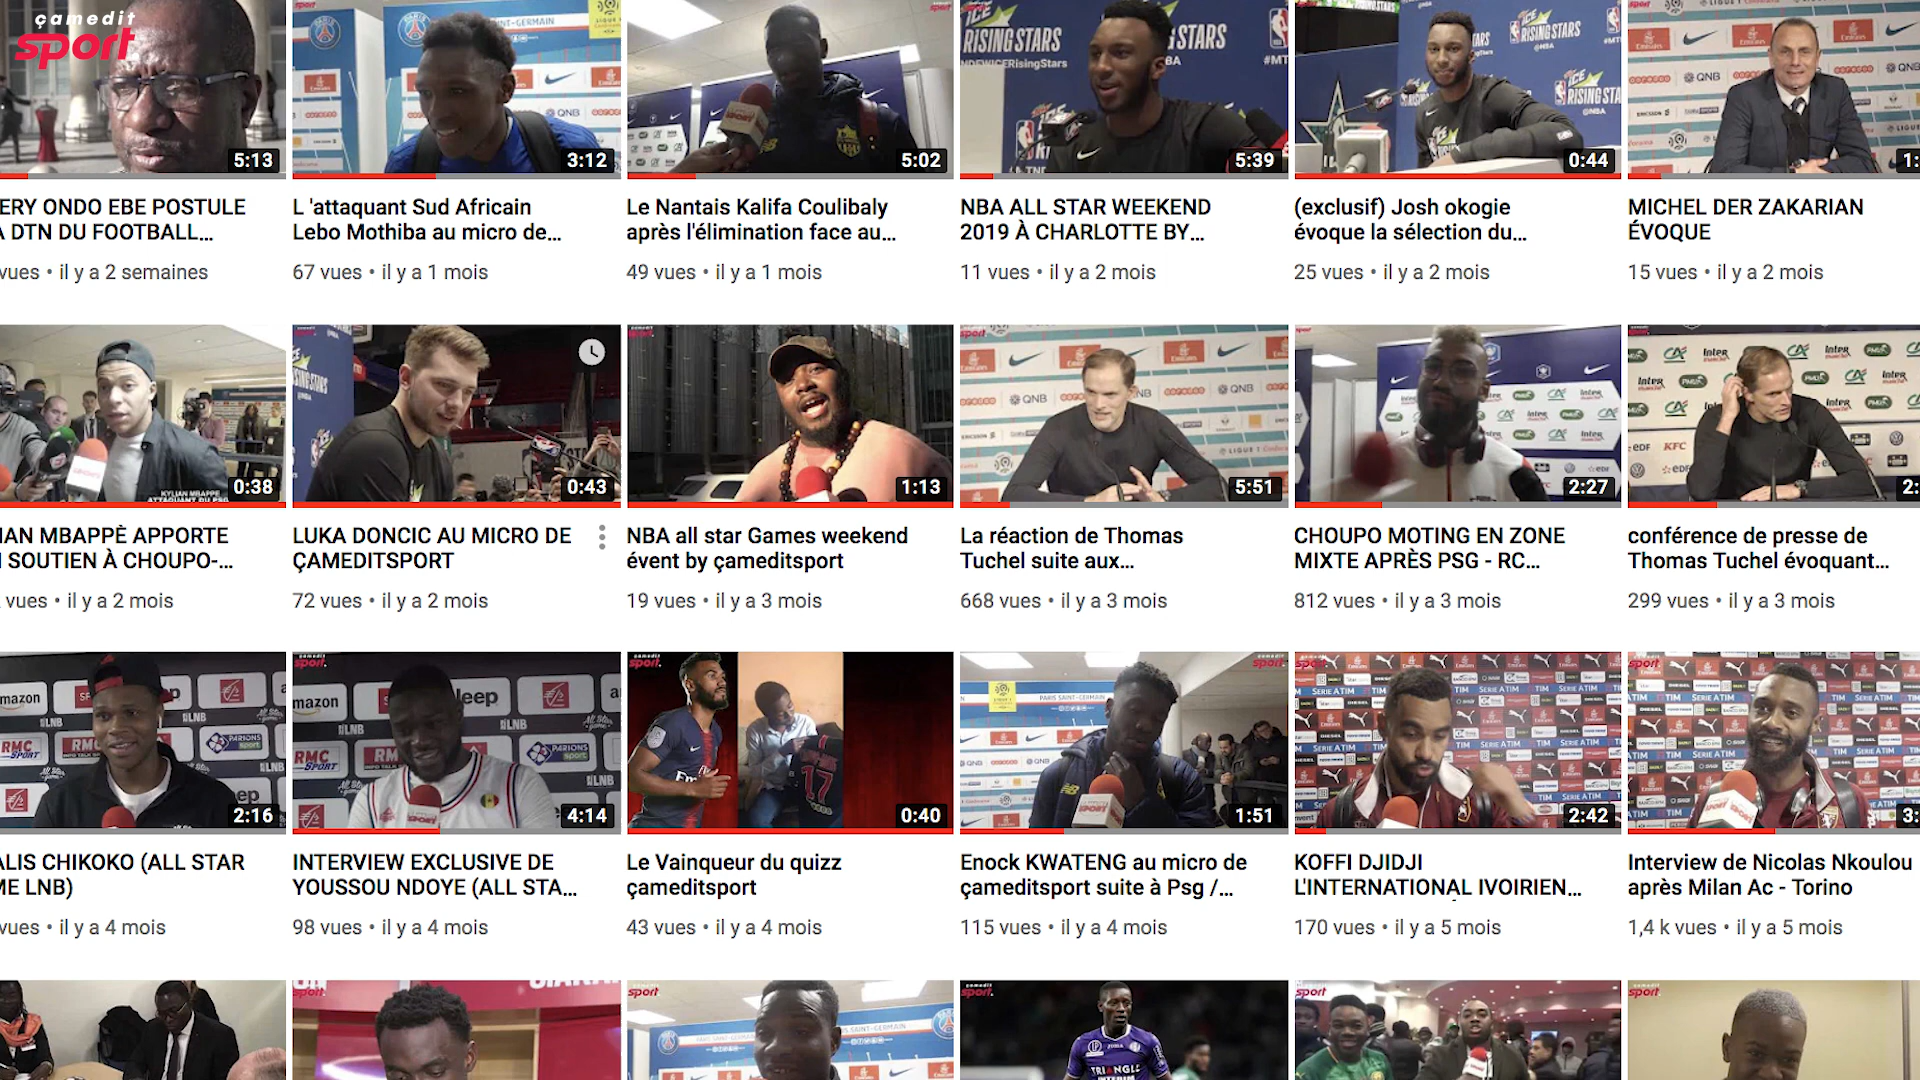 çamedit
sport
5:13
3:12
5:02
5:39
0:44
1:
ERY ONDO EBE POSTULE
A DTN DU FOOTBALL...
vues • il y a 2 semaines
L 'attaquant Sud Africain
Lebo Mothiba au micro de...
67 vues • il y a 1 mois
Le Nantais Kalifa Coulibaly
après l'élimination face au...
49 vues • il y a 1 mois
NBA ALL STAR WEEKEND
2019 À CHARLOTTE BY...
11 vues • il y a 2 mois
(exclusif) Josh okogie
évoque la sélection du...
25 vues • il y a 2 mois
MICHEL DER ZAKARIAN
ÉVOQUE
15 vues • il y a 2 mois
KYLIAN MBAPPE
ATTAQUANT DU PSG
0:38
0:43
1:13
5:51
2:27
2:
IAN MBAPPÈ APPORTE
SOUTIEN À CHOUPO-...
vues • il y a 2 mois
LUKA DONCIC AU MICRO DE
ÇAMEDITSPORT
72 vues • il y a 2 mois
NBA all star Games weekend
évent by çameditsport
19 vues • il y a 3 mois
La réaction de Thomas
Tuchel suite aux...
668 vues • il y a 3 mois
CHOUPO MOTING EN ZONE
MIXTE APRÈS PSG - RC...
812 vues • il y a 3 mois
conférence de presse de
Thomas Tuchel évoquant...
299 vues • il y a 3 mois
2:16
4:14
0:40
1:51
2:42
3:
ALIS CHIKOKO (ALL STAR
ME LNB)
vues • il y a 4 mois
INTERVIEW EXCLUSIVE DE
YOUSSOU NDOYE (ALL STA...
98 vues • il y a 4 mois
Le Vainqueur du quizz
çameditsport
43 vues • il y a 4 mois
Enock KWATENG au micro de
çameditsport suite à Psg /...
115 vues • il y a 4 mois
KOFFI DJIDJI
L'INTERNATIONAL IVOIRIEN...
170 vues • il y a 5 mois
Interview de Nicolas Nkoulou
après Milan Ac - Torino
1,4 k vues • il y a 5 mois